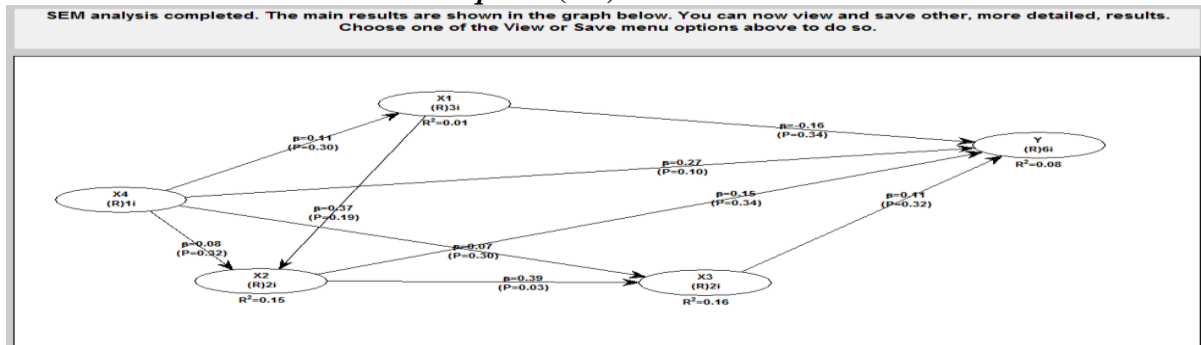 SEM analysis completed. The main results are shown in the graph below. You can now view and save other, more detailed, results.
Choose one of the View or Save menu options above to do so.
X1
(R)3i
R²=0.01
β=0.11
(P=0.30)
β=-0.16
(P=0.34)
Y
(R)6i
R²=0.08
β=0.27
(P=0.10)
X4
(R)1i
β=0.15
(P=0.34)
β=0.11
(P=0.32)
β=0.37
(P=0.19)
β=0.08
(P=0.32)
β=0.07
(P=0.30)
X2
(R)2i
R²=0.15
β=0.39
(P=0.03)
X3
(R)2i
R²=0.16